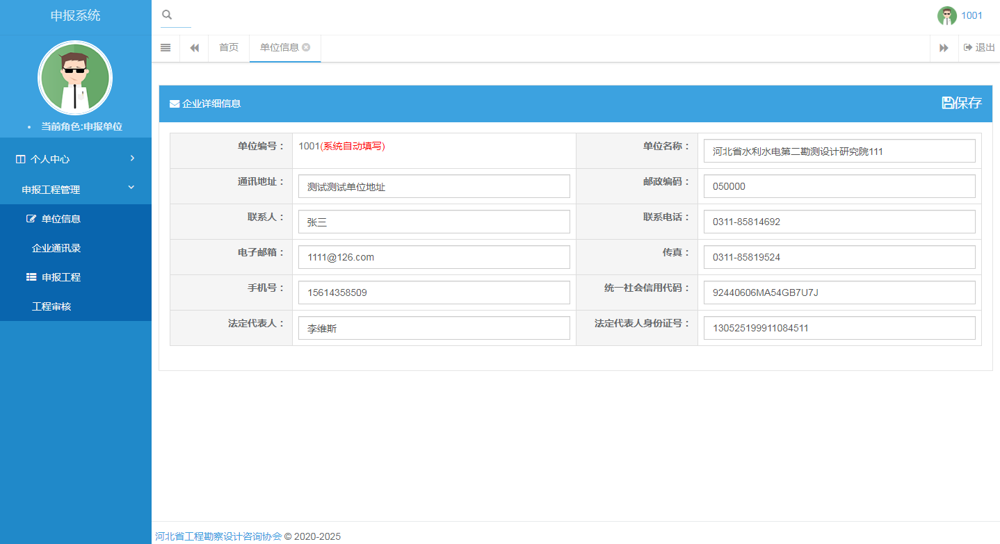 申报系统
1001
首页
单位信息
退出
当前角色:申报单位
个人中心
申报工程管理
单位信息
企业通讯录
申报工程
工程审核
企业详细信息
保存
单位编号： 1001(系统自动填写) 单位名称： 河北省水利水电第二勘测设计研究院111
通讯地址： 测试测试单位地址 邮政编码： 050000
联系人： 张三 联系电话： 0311-85814692
电子邮箱： 1111@126.com 传真： 0311-85819524
手机号： 15614358509 统一社会信用代码： 92440606MA54GB7U7J
法定代表人： 李维斯 法定代表人身份证号： 130525199911084511
河北省工程勘察设计咨询协会 © 2020-2025